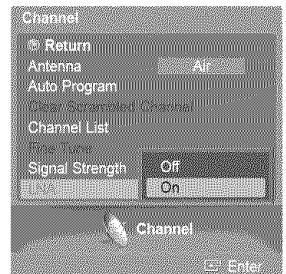 Channel
Return
Antenna Air
Auto Program
Clear Scrambled Channel
Channel List
Fine Tune
Signal Strength Off
LNA On
Channel
Enter